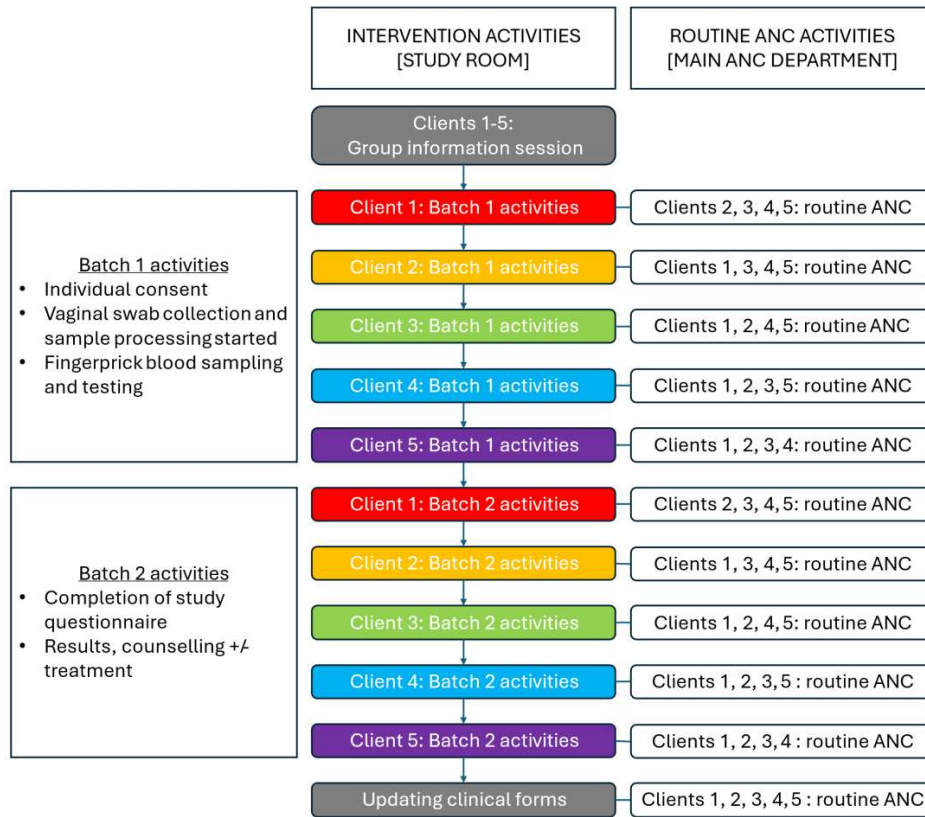 INTERVENTION ACTIVITIES
[STUDY ROOM]
ROUTINE ANC ACTIVITIES
[MAIN ANC DEPARTMENT]
Clients 1-5:
Group information session
Batch 1 activities
• Individual consent
• Vaginal swab collection and
sample processing started
• Fingerprick blood sampling
and testing
Client 1: Batch 1 activities
Clients 2, 3, 4, 5: routine ANC
Client 2: Batch 1 activities
Clients 1, 3, 4, 5: routine ANC
Client 3: Batch 1 activities
Clients 1, 2, 4, 5: routine ANC
Client 4: Batch 1 activities
Clients 1, 2, 3, 5: routine ANC
Client 5: Batch 1 activities
Clients 1, 2, 3, 4: routine ANC
Batch 2 activities
• Completion of study
questionnaire
• Results, counselling +/-
treatment
Client 1: Batch 2 activities
Clients 2, 3, 4, 5: routine ANC
Client 2: Batch 2 activities
Clients 1, 3, 4, 5: routine ANC
Client 3: Batch 2 activities
Clients 1, 2, 4, 5: routine ANC
Client 4: Batch 2 activities
Clients 1, 2, 3, 5 : routine ANC
Client 5: Batch 2 activities
Clients 1, 2, 3, 4 : routine ANC
Updating clinical forms
Clients 1, 2, 3, 4, 5 : routine ANC